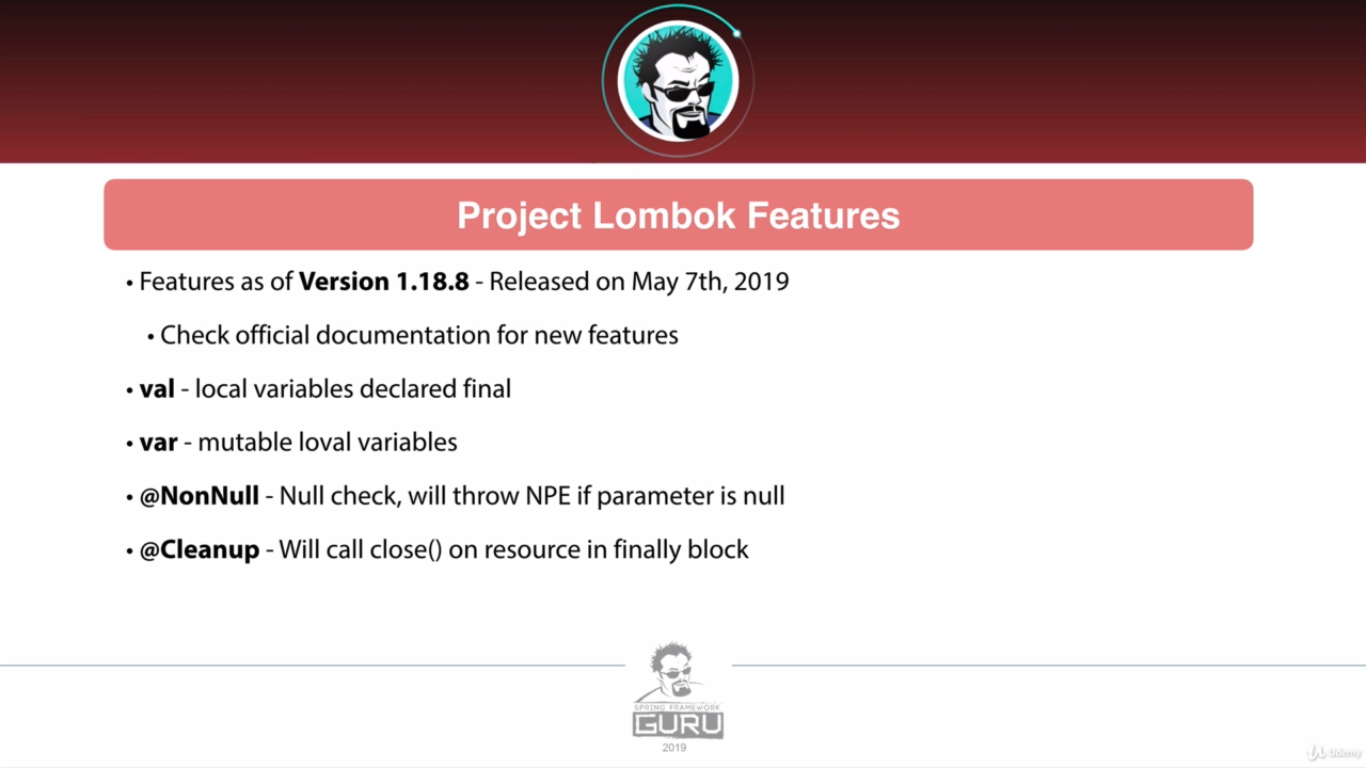 Project Lombok Features
• Features as of Version 1.18.8 - Released on May 7th, 2019
• Check official documentation for new features
• val - local variables declared final
• var - mutable loval variables
• @NonNull - Null check, will throw NPE if parameter is null
• @Cleanup - Will call close() on resource in finally block
SPRING FRAMEWORK
GURU
2019
Udemy